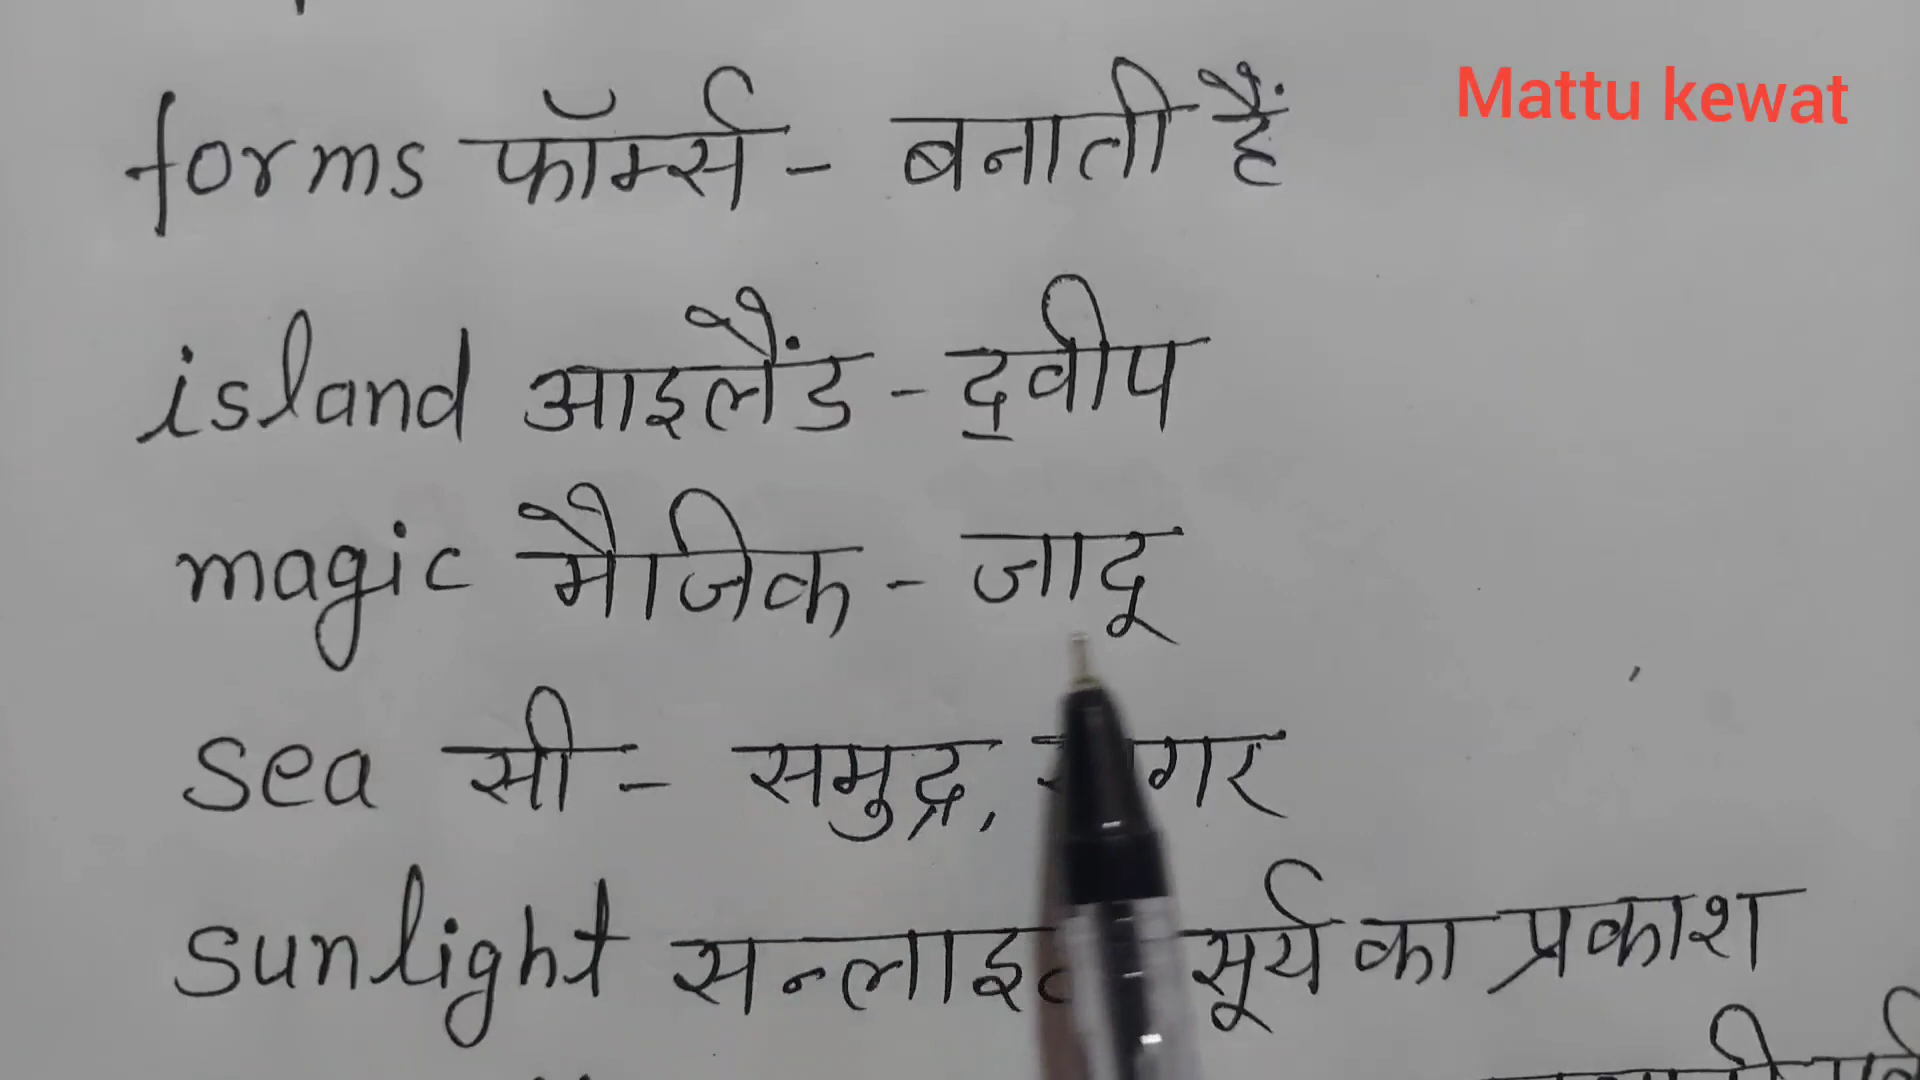 Mattu kewat
forms फॉर्म्स - बनाती हैं
island आइलैंड - द्वीप
magic मैजिक - जादू
sea सी - समुद्र,
sunlight सूर्य का प्रकाश